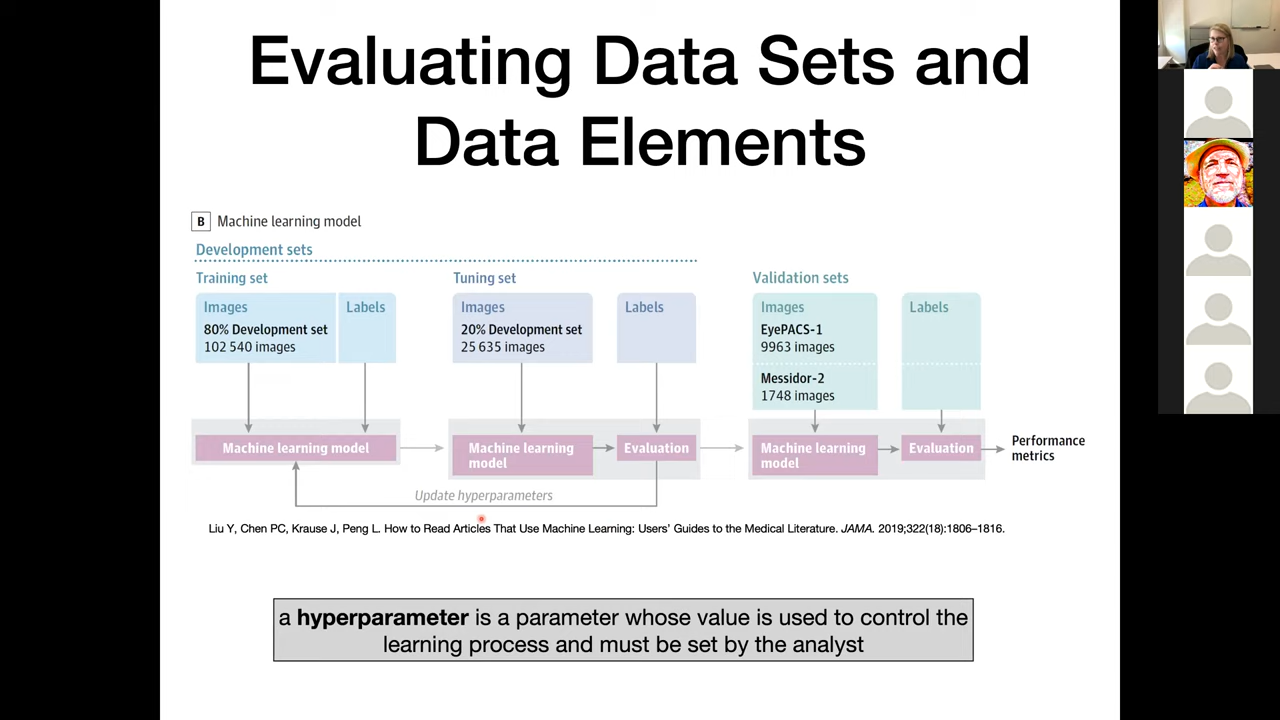 Evaluating Data Sets and
Data Elements
B Machine learning model
Development sets
Training set
Tuning set
Validation sets
Images
Labels
Images
Labels
Images
Labels
80% Development set
102 540 images
20% Development set
25 635 images
EyePACS-1
9963 images
Messidor-2
1748 images
Machine learning model
Machine learning
model
Evaluation
Machine learning
model
Evaluation
Performance
metrics
Update hyperparameters
Liu Y, Chen PC, Krause J, Peng L. How to Read Articles That Use Machine Learning: Users' Guides to the Medical Literature. JAMA. 2019;322(18):1806–1816.
a hyperparameter is a parameter whose value is used to control the
learning process and must be set by the analyst